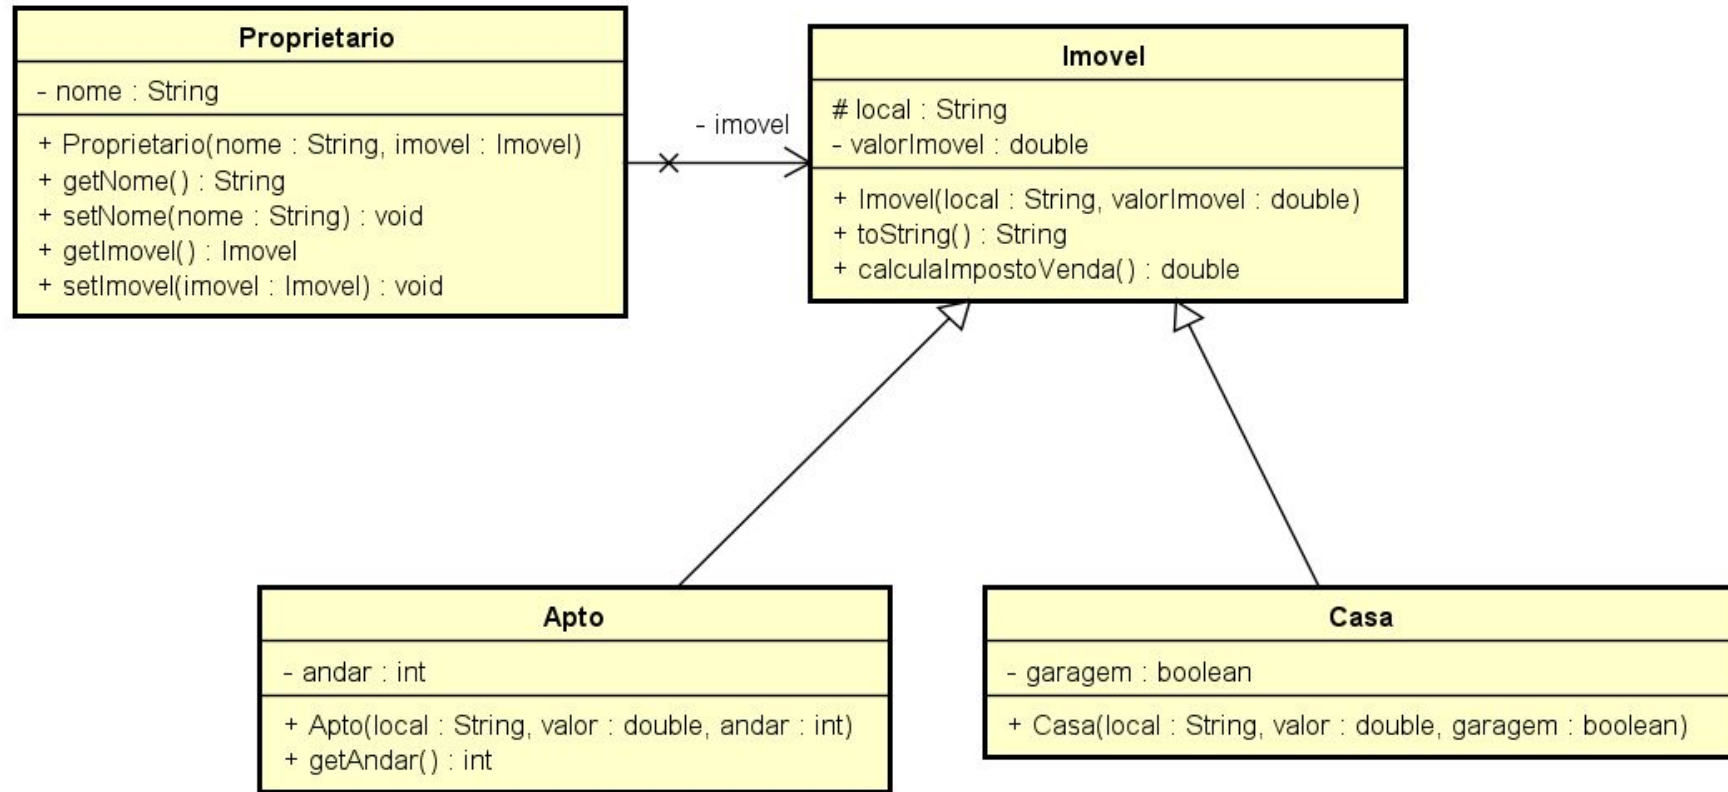 Proprietario
- nome : String
+ Proprietario(nome : String, imovel : Imovel)
+ getNome() : String
+ setNome(nome : String) : void
+ getImovel() : Imovel
+ setImovel(imovel : Imovel) : void
- imovel
Imovel
# local : String
- valorImovel : double
+ Imovel(local : String, valorImovel : double)
+ toString() : String
+ calculaImpostoVenda() : double
Apto
- andar : int
+ Apto(local : String, valor : double, andar : int)
+ getAndar() : int
Casa
- garagem : boolean
+ Casa(local : String, valor : double, garagem : boolean)